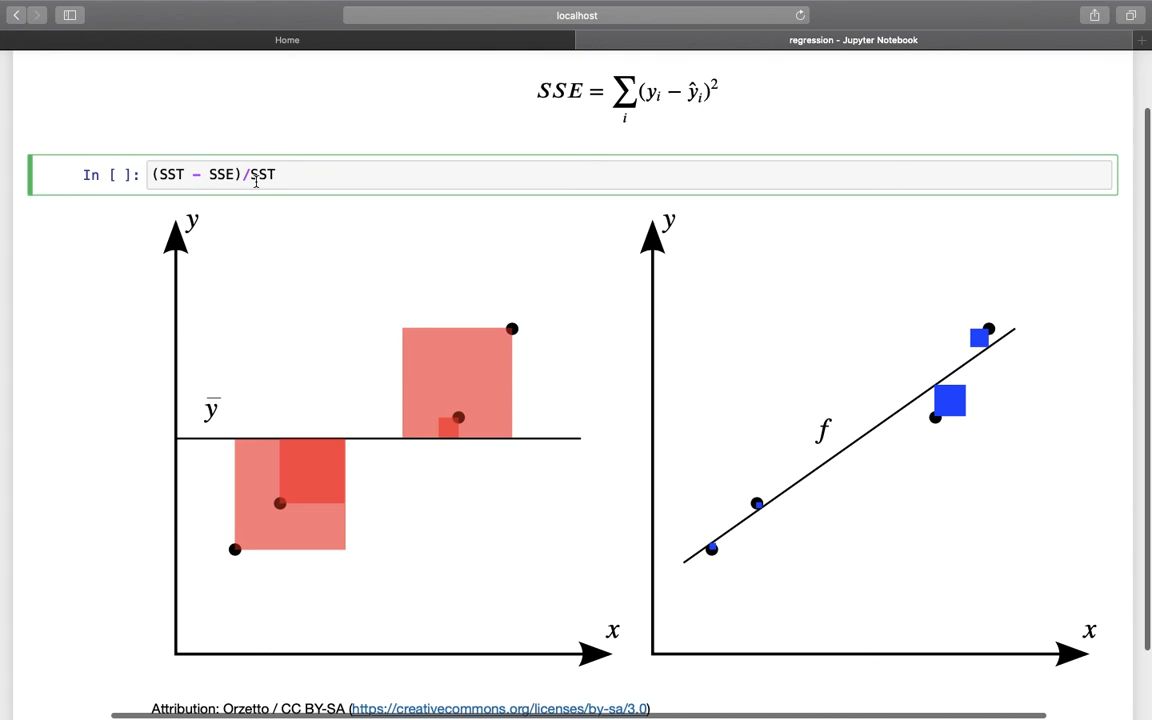 localhost
Home
regression - Jupyter Notebook
+
SSE = ∑ᵢ(yᵢ − ŷᵢ)²
In [ ]: (SST - SSE)/SST
y
y
ȳ
f
x
x
Attribution: Orzetto / CC BY-SA (https://creativecommons.org/licenses/by-sa/3.0)